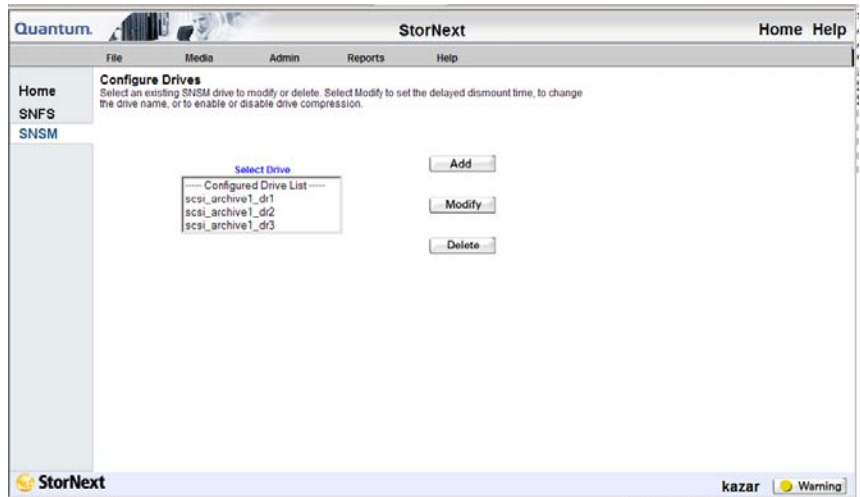 Quantum. StorNext Home Help
File Media Admin Reports Help
Home
SNFS
SNSM
Configure Drives
Select an existing SNSM drive to modify or delete. Select Modify to set the delayed dismount time, to change
the drive name, or to enable or disable drive compression.
Select Drive
----- Configured Drive List -----
scsi_archive1_dr1
scsi_archive1_dr2
scsi_archive1_dr3
Add
Modify
Delete
StorNext kazar Warning